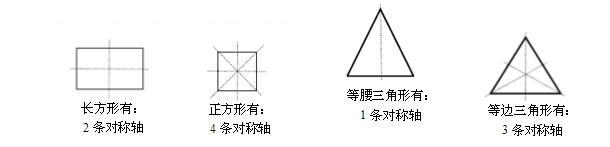 长方形有:
2 条对称轴
正方形有:
4 条对称轴
等腰三角形有:
1 条对称轴
等边三角形有:
3 条对称轴